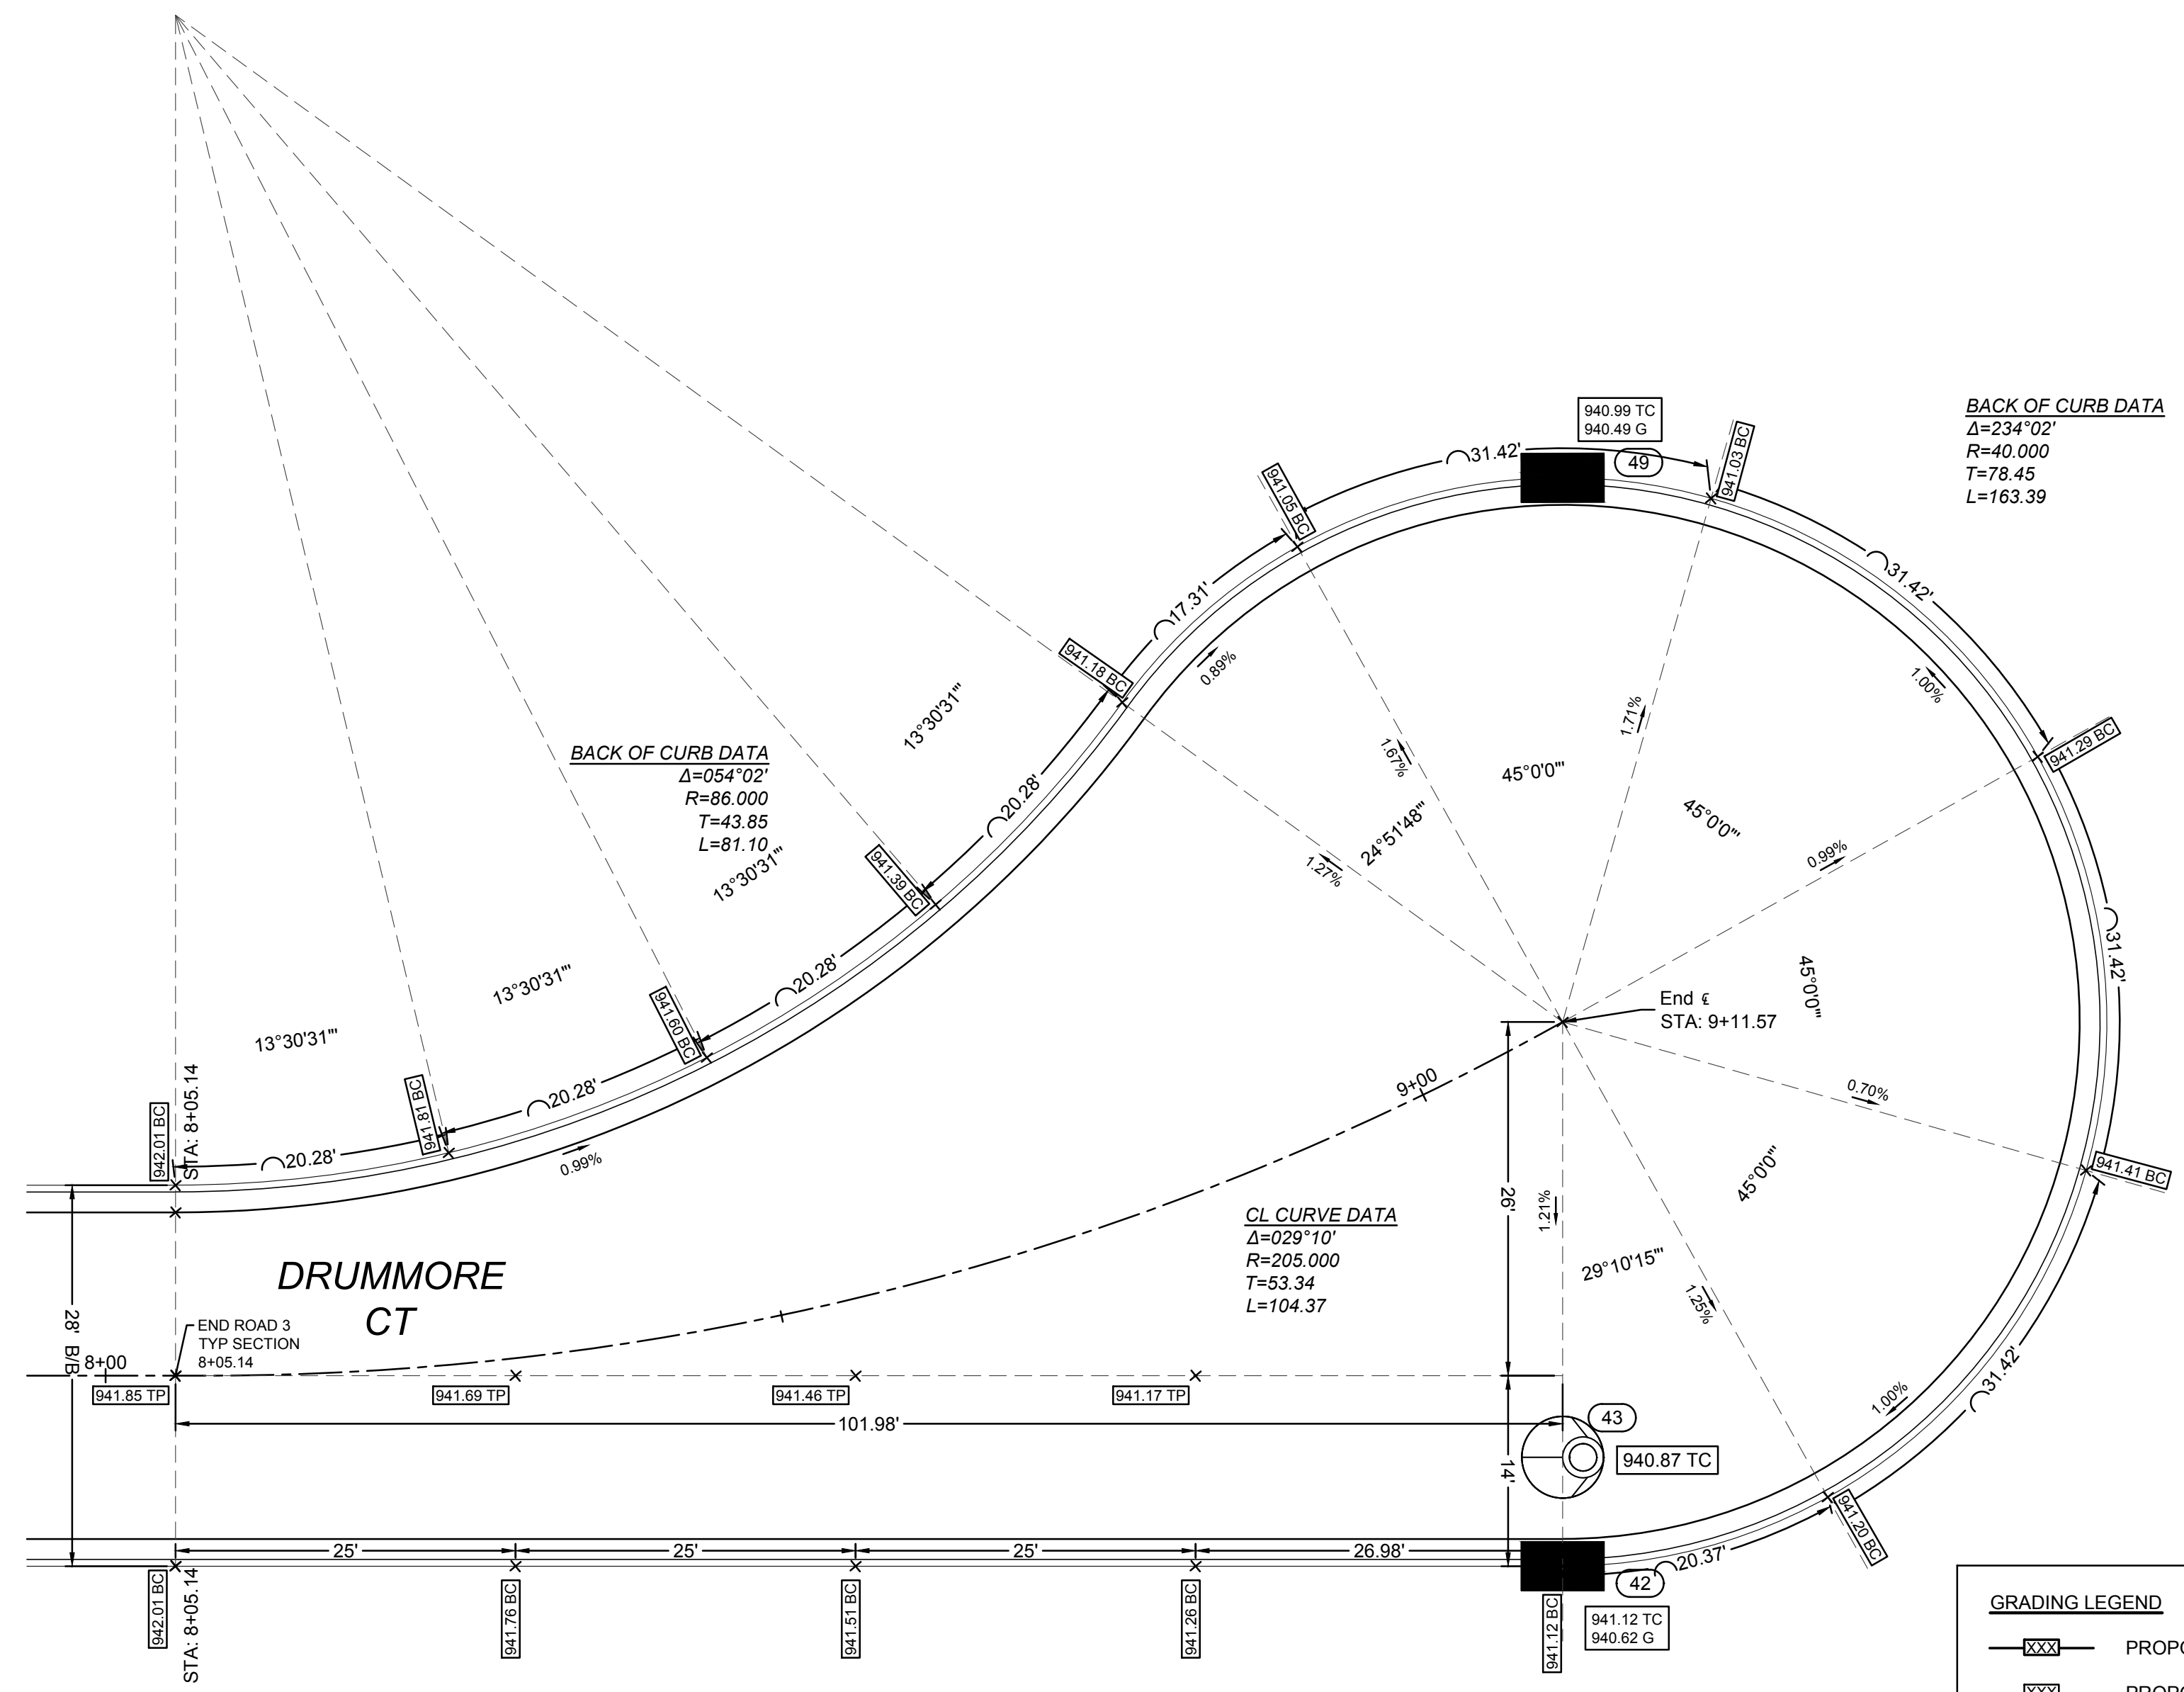 940.99 TC
940.49 G
49
BACK OF CURB DATA
Δ=234°02'
R=40.000
T=78.45
L=163.39
31.42'
941.03 BC
941.05 BC
31.42'
17.31'
941.18 BC
0.89%
13°30'31"'
1.67%
1.71%
45°0'0"'
1.00%
941.29 BC
BACK OF CURB DATA
Δ=054°02'
R=86.000
T=43.85
L=81.10
20.28'
24°51'48"'
45°0'0"'
0.99%
1.27%
13°30'31"'
941.39 BC
31.42'
20.28'
13°30'31"'
941.60 BC
45°0'0"'
End ℄
STA: 9+11.57
13°30'31"'
9+00
0.70%
942.01 BC
STA: 8+05.14
941.81 BC
20.28'
20.28'
0.99%
45°0'0"'
941.41 BC
26'
1.21%
CL CURVE DATA
Δ=029°10'
R=205.000
T=53.34
L=104.37
29°10'15"'
1.25%
DRUMMORE
CT
28' B/B
END ROAD 3
TYP SECTION
8+05.14
8+00
941.85 TP
941.69 TP
941.46 TP
941.17 TP
101.98'
31.42'
1.00%
43
940.87 TC
14'
25'
25'
25'
26.98'
20.37'
941.20 BC
42
942.01 BC
STA: 8+05.14
941.76 BC
941.51 BC
941.26 BC
941.12 BC
941.12 TC
940.62 G
GRADING LEGEND
XXX
PROPO
XXX